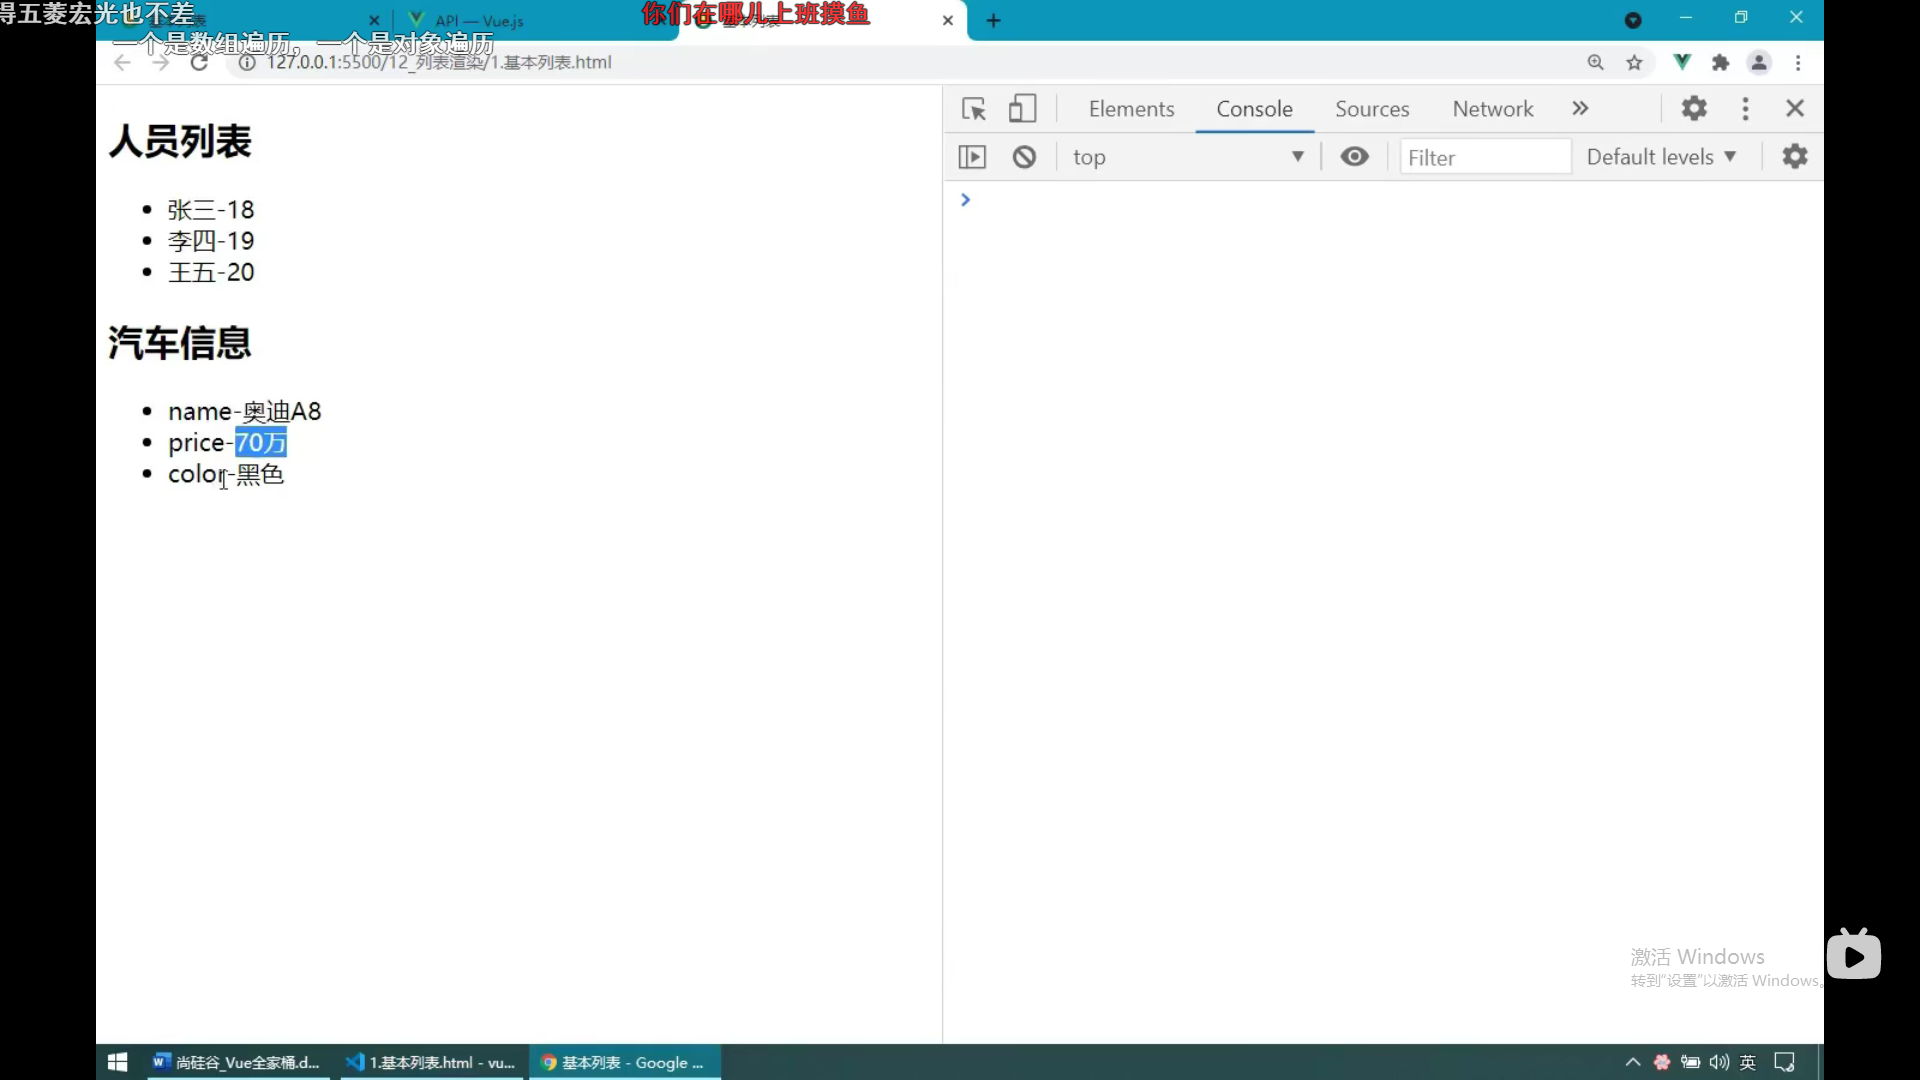 得五菱宏光也不差
你们在哪儿上班摸鱼
API — Vue.js
一个是数组遍历，一个是对象遍历
127.0.0.1:5500/12_列表渲染/1.基本列表.html
Elements
Console
Sources
Network
top
Filter
Default levels
人员列表
张三-18
李四-19
王五-20
汽车信息
name-奥迪A8
price-70万
color-黑色
激活 Windows
转到"设置"以激活 Windows。
尚硅谷_Vue全家桶.d...
1.基本列表.html - vu...
基本列表 - Google ...
英